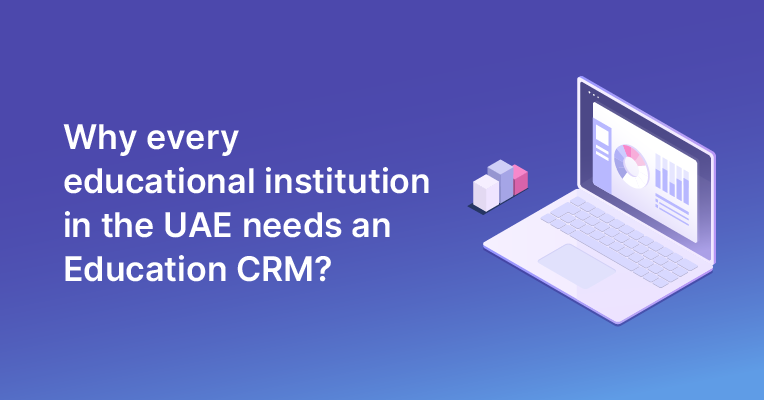 Why every
educational institution
in the UAE needs an
Education CRM?